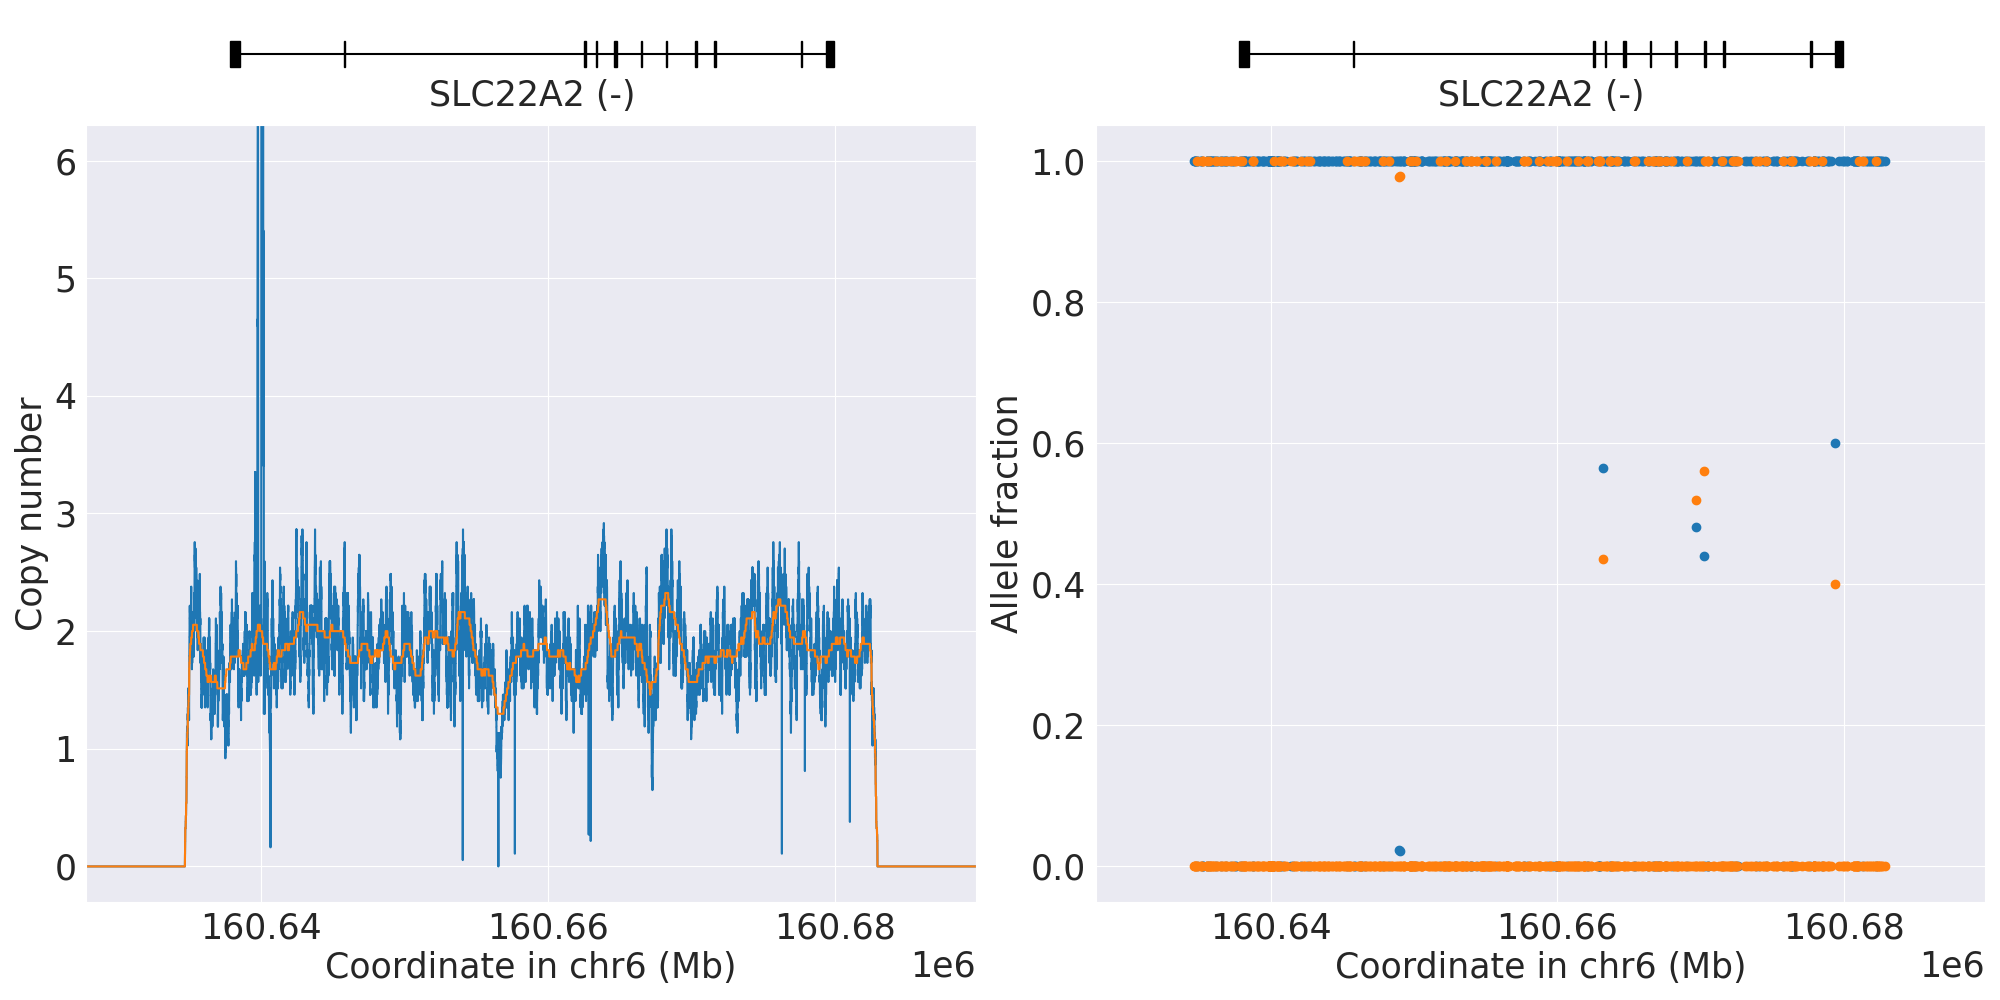 SLC22A2 (-)
6
5
4
3
2
1
0
Copy number
160.64
160.66
160.68
Coordinate in chr6 (Mb)
1e6
SLC22A2 (-)
1.0
0.8
0.6
0.4
0.2
0.0
Allele fraction
160.64
160.66
160.68
Coordinate in chr6 (Mb)
1e6